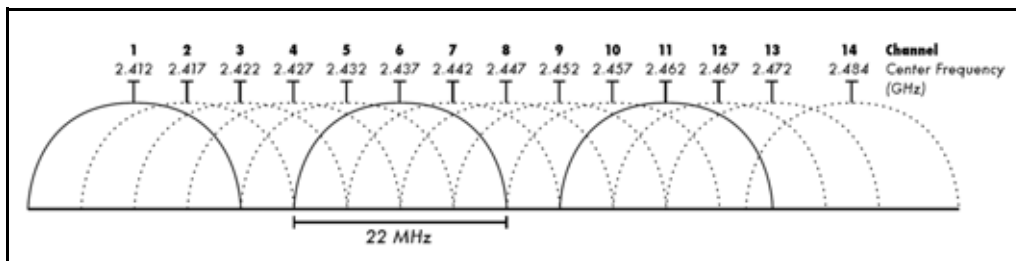 1 2 3 4 5 6 7 8 9 10 11 12 13 14 Channel
2.412 2.417 2.422 2.427 2.432 2.437 2.442 2.447 2.452 2.457 2.462 2.467 2.472 2.484 Center Frequency
(GHz)
22 MHz